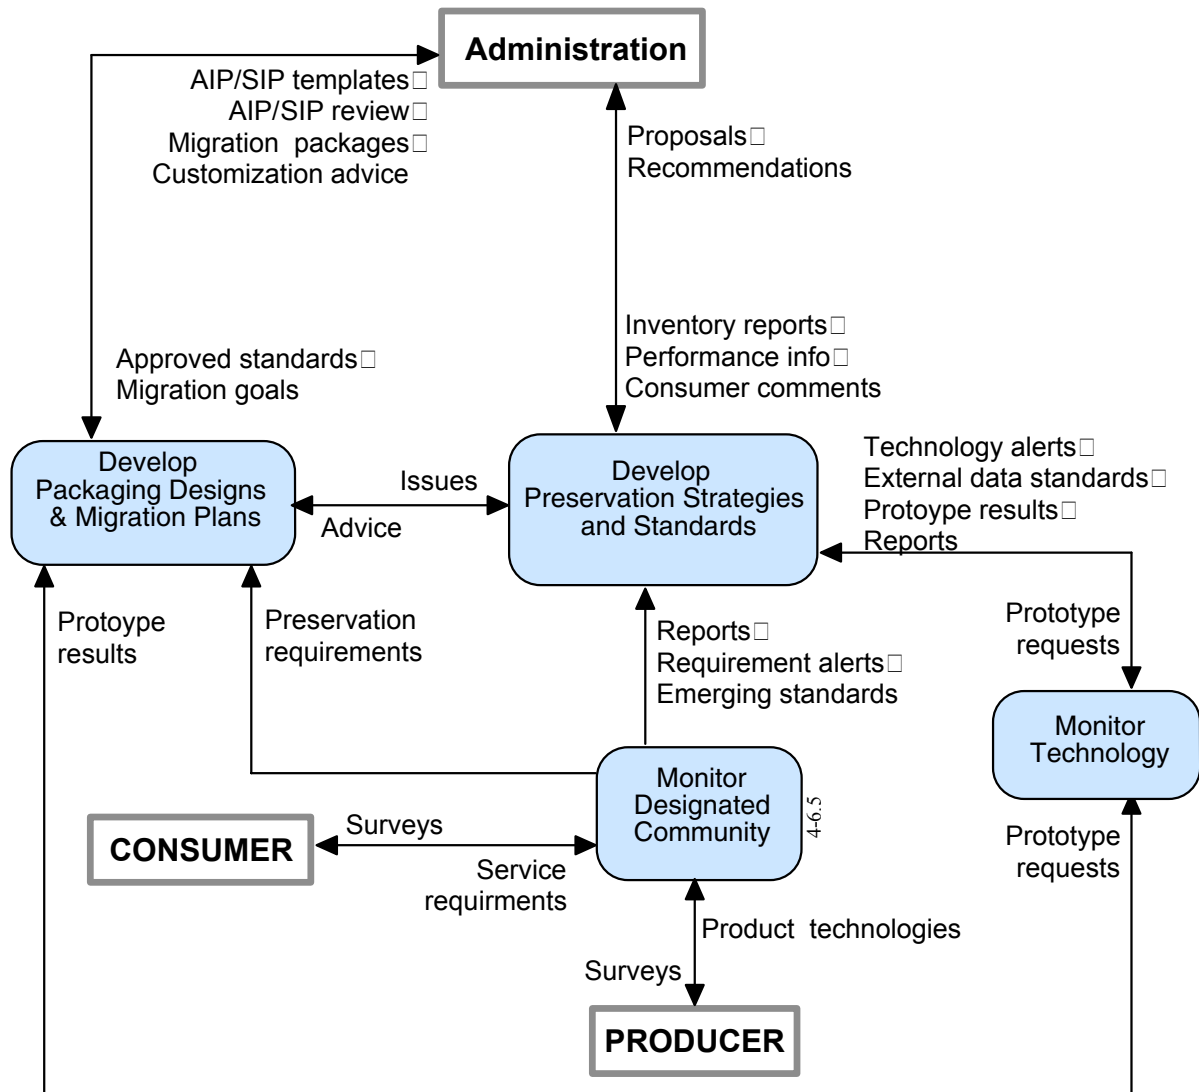 Administration
AIP/SIP templates□
AIP/SIP review□
Migration packages□
Customization advice
Proposals□
Recommendations
Inventory reports□
Performance info□
Consumer comments
Approved standards□
Migration goals
Develop
Packaging Designs
& Migration Plans
Issues
Advice
Develop
Preservation Strategies
and Standards
Technology alerts□
External data standards□
Protoype results□
Reports
Protoype
results
Preservation
requirements
Reports□
Requirement alerts□
Emerging standards
Prototype
requests
Monitor
Technology
Monitor
Designated
Community
4-6.5
Prototype
requests
CONSUMER
Surveys
Service
requirments
Product technologies
Surveys
PRODUCER